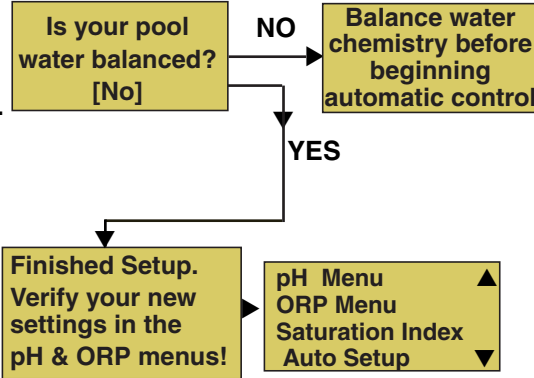 Is your pool
water balanced?
[No]
NO
Balance water
chemistry before
beginning
automatic control
YES
Finished Setup.
Verify your new
settings in the
pH & ORP menus!
pH Menu
ORP Menu
Saturation Index
Auto Setup